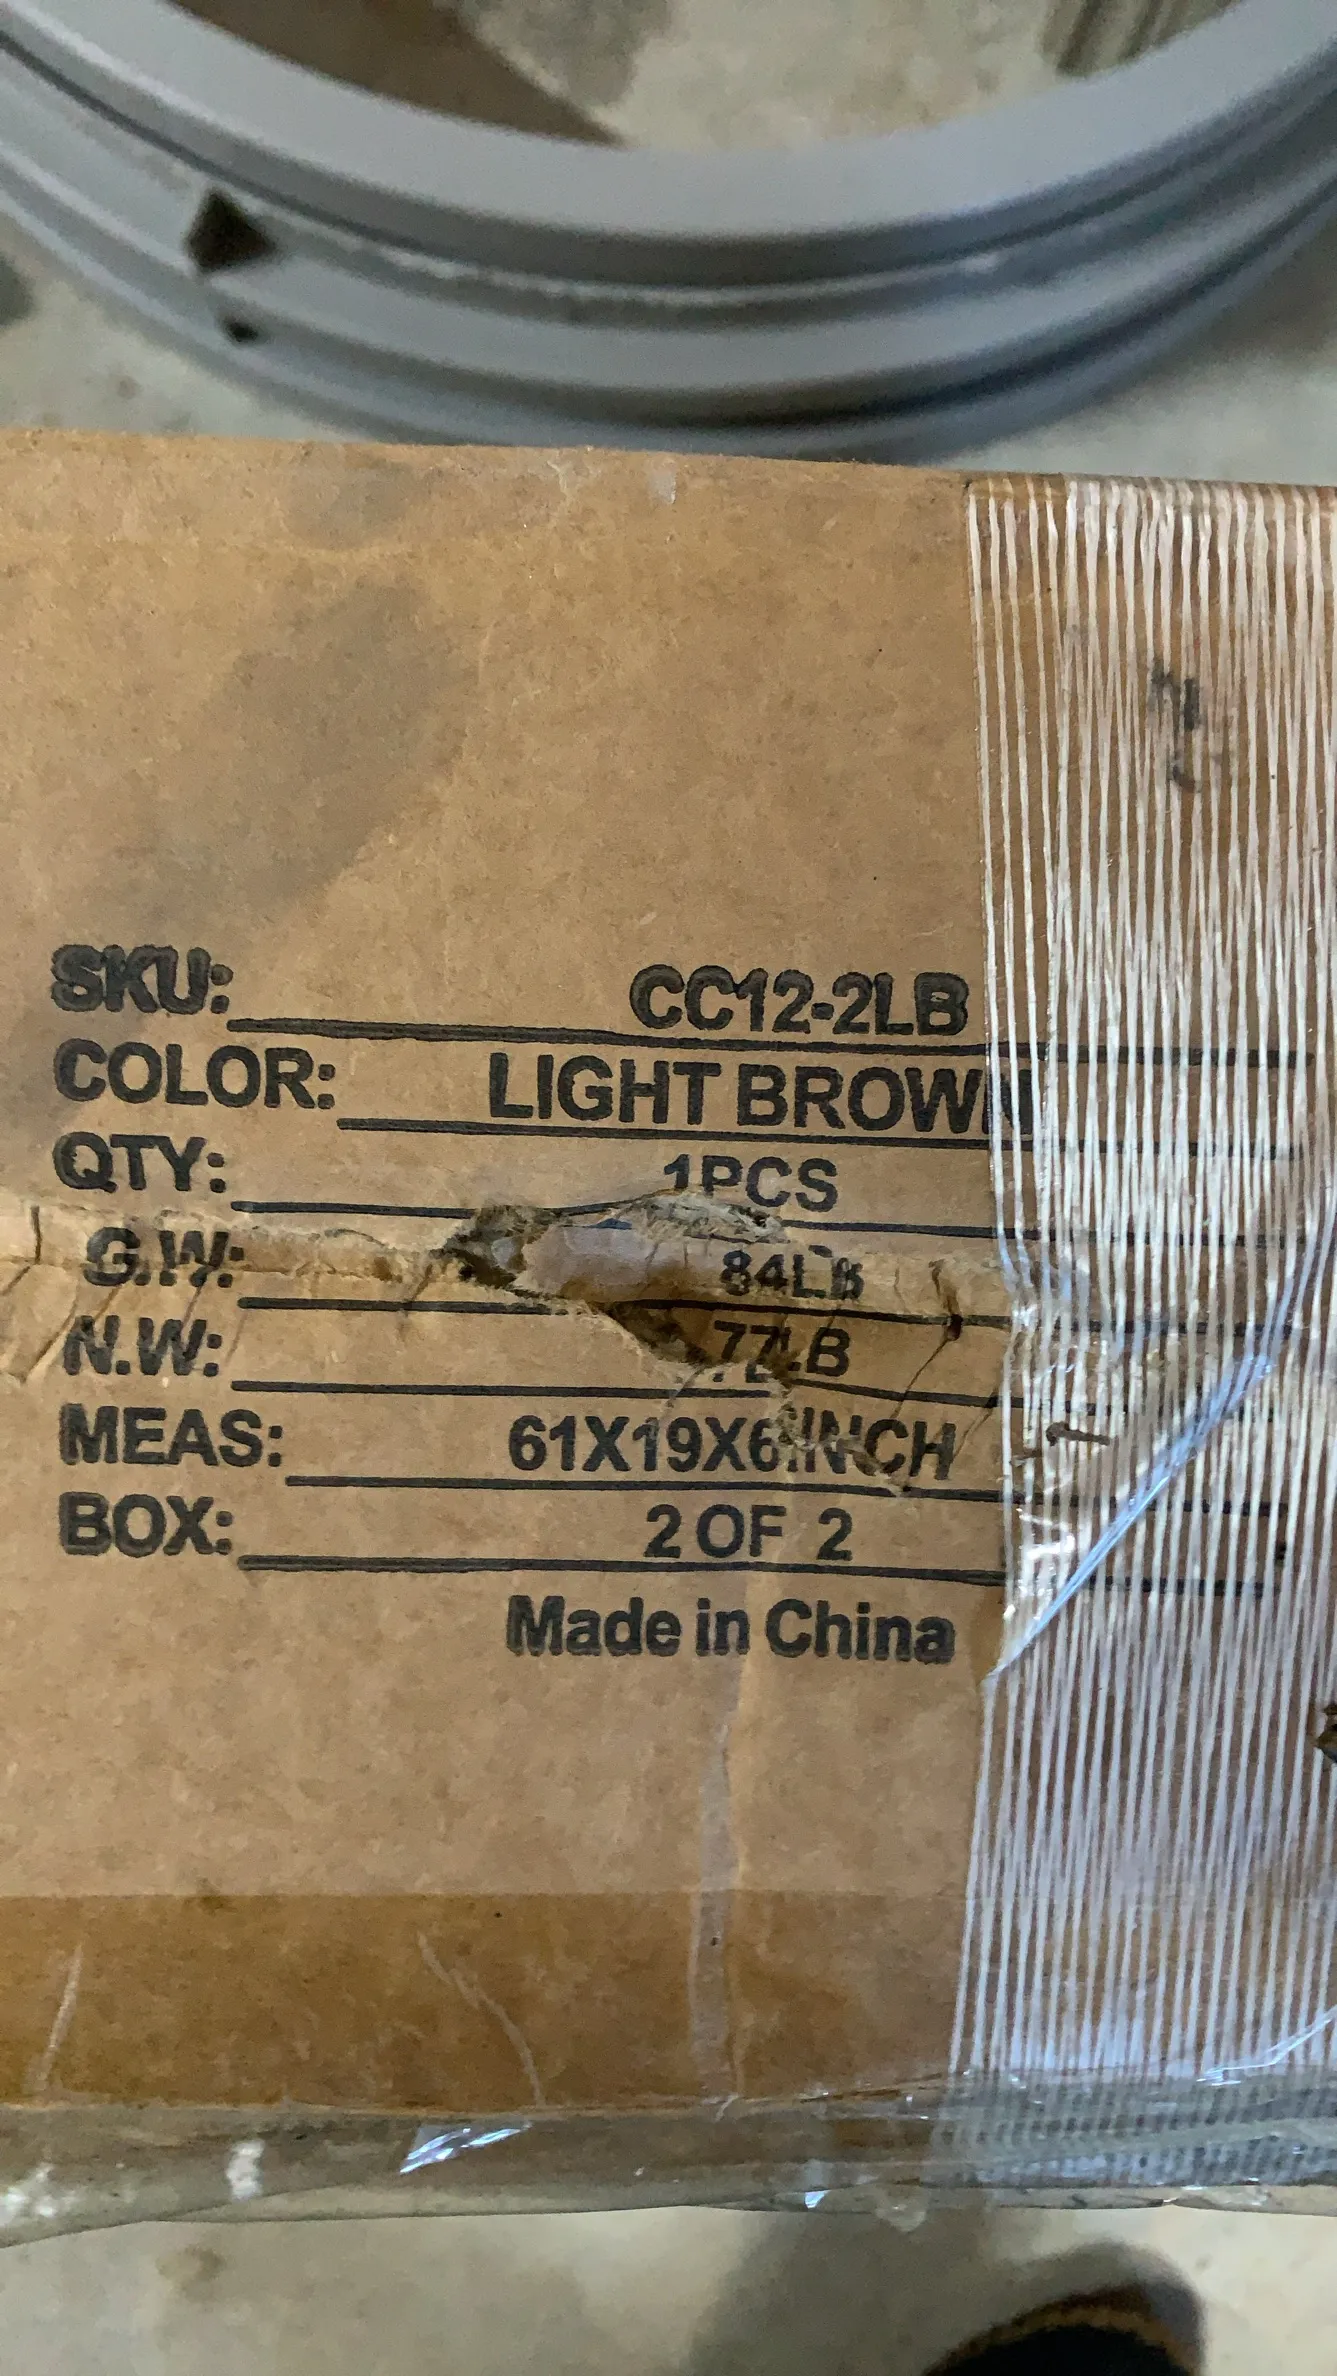 SKU: CC12-2LB
COLOR: LIGHT BROWN
QTY: 1PCS
G.W: 84LB
N.W: 77LB
MEAS: 61X19X6INCH
BOX: 2 OF 2
Made in China